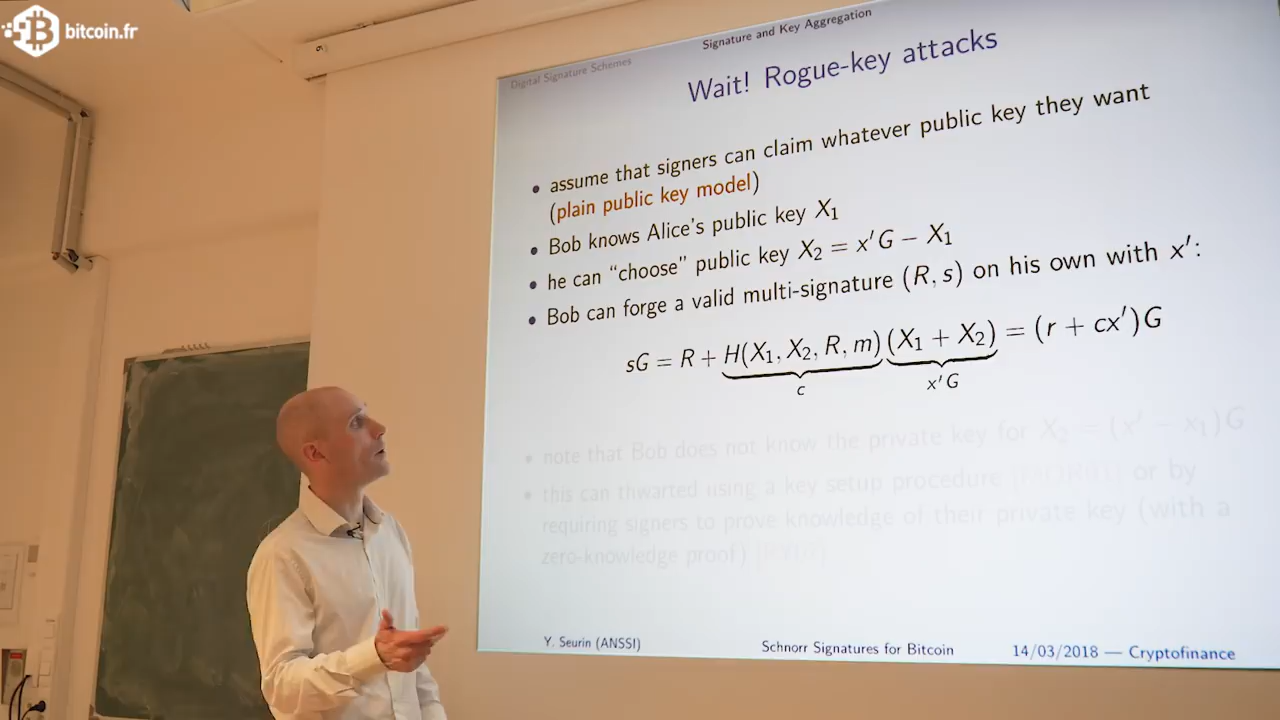 bitcoin.fr
Digital Signature Schemes
Signature and Key Aggregation
Wait! Rogue-key attacks
• assume that signers can claim whatever public key they want
(plain public key model)
• Bob knows Alice's public key X₁
• he can “choose” public key X₂ = x′G − X₁
• Bob can forge a valid multi-signature (R, s) on his own with x′:
sG = R + H(X₁, X₂, R, m) (X₁ + X₂) = (r + cx′)G
c
x′G
• note that Bob does not know the private key for X₂ = (x′ − x₁)G
• this can thwarted using a key setup procedure or by
requiring signers to prove knowledge of their private key (with a
zero-knowledge proof)
Y. Seurin (ANSSI)
Schnorr Signatures for Bitcoin
14/03/2018 — Cryptofinance